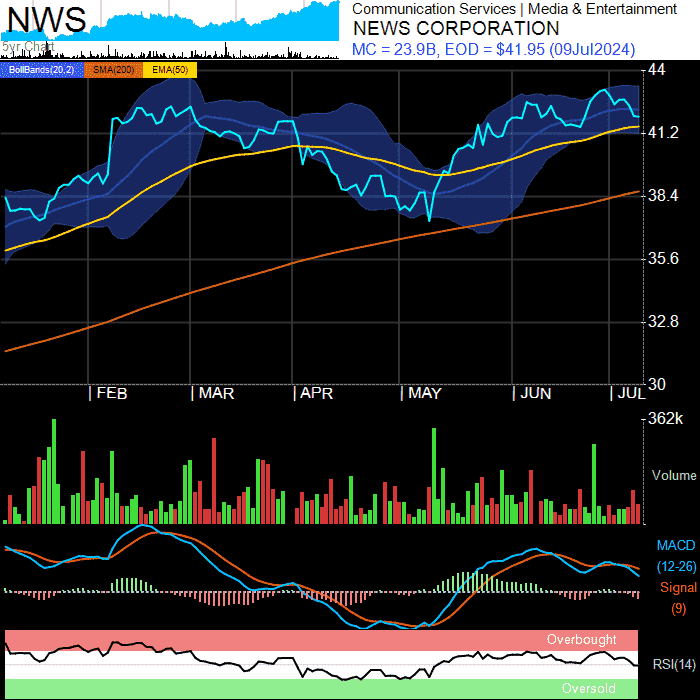 NWS
5yr Chart
Communication Services | Media & Entertainment
NEWS CORPORATION
MC = 23.9B, EOD = $41.95 (09Jul2024)
BollBands(20,2) SMA(200) EMA(50)
44
41.2
38.4
35.6
32.8
30
| FEB | MAR | APR | MAY | JUN | JUL
362k
Volume
MACD
(12-26)
Signal
(9)
Overbought
RSI(14)
Oversold